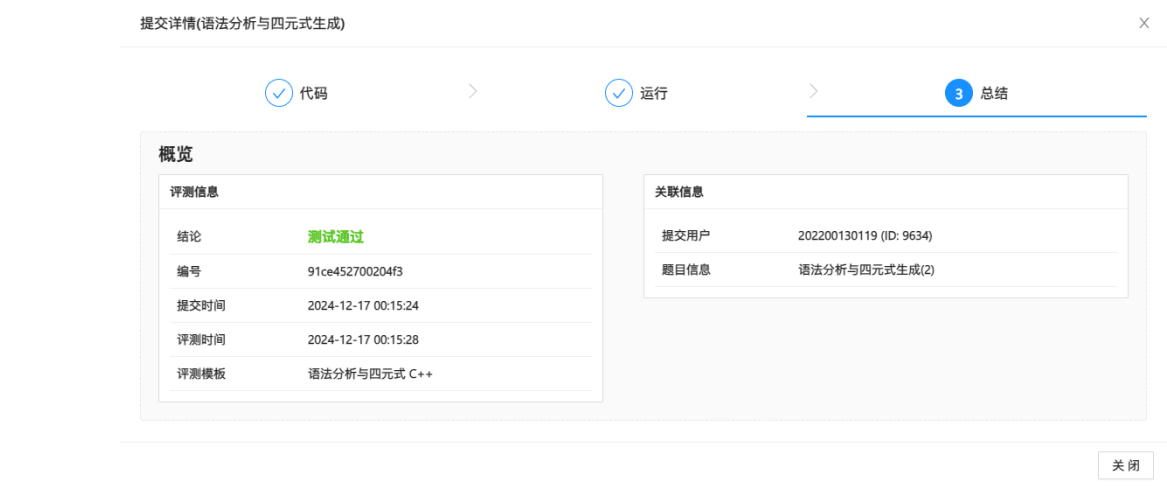 提交详情(语法分析与四元式生成)
代码
运行
3 总结
概览
评测信息
结论 测试通过
编号 91ce452700204f3
提交时间 2024-12-17 00:15:24
评测时间 2024-12-17 00:15:28
评测模板 语法分析与四元式 C++
关联信息
提交用户 202200130119 (ID: 9634)
题目信息 语法分析与四元式生成(2)
关 闭